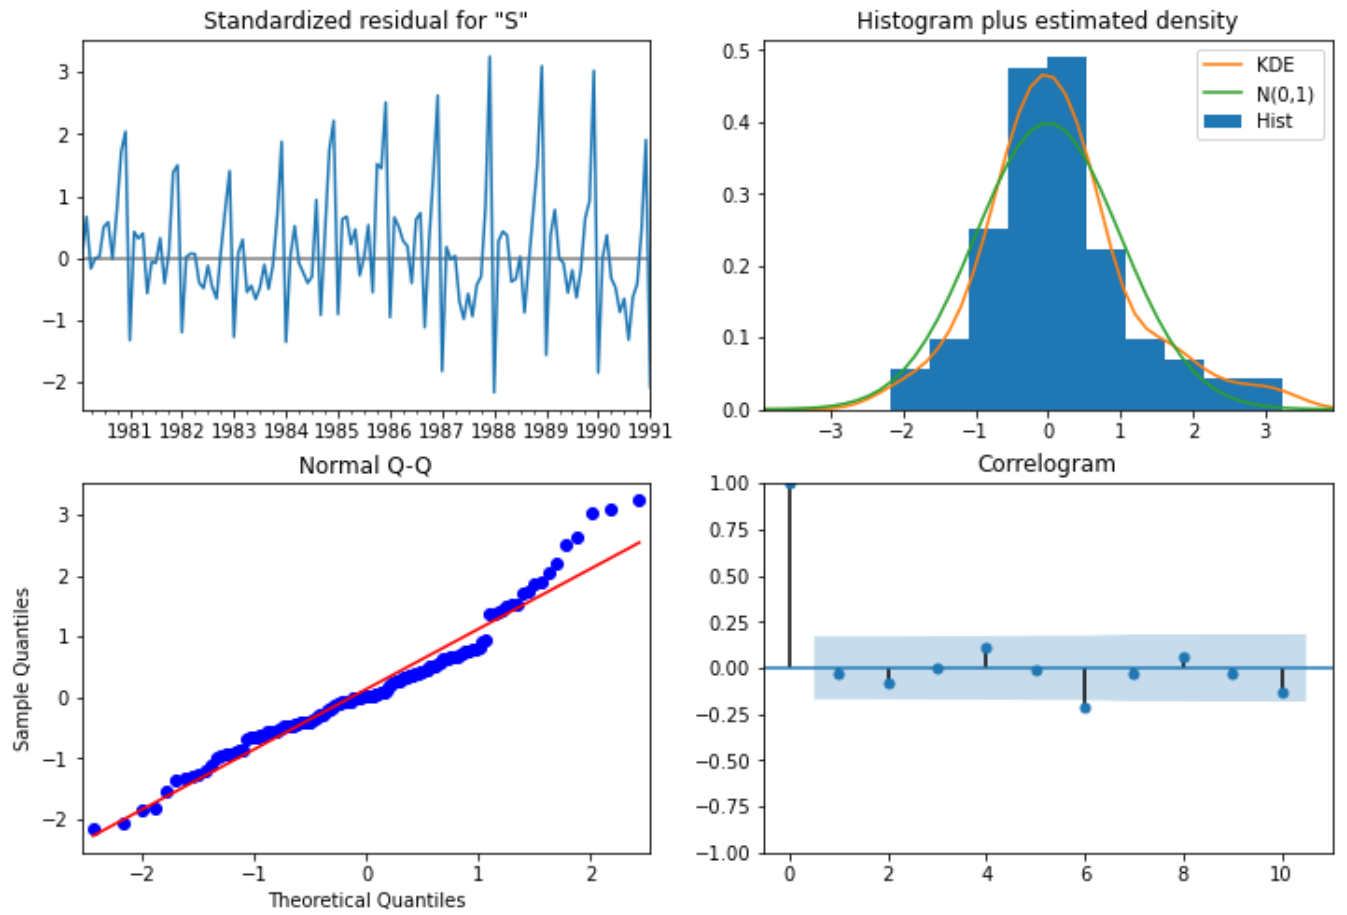 Standardized residual for "S"
3
2
1
0
−1
−2
1981 1982 1983 1984 1985 1986 1987 1988 1989 1990 1991
Histogram plus estimated density
0.5
0.4
0.3
0.2
0.1
0.0
KDE
N(0,1)
Hist
−3 −2 −1 0 1 2 3
Normal Q-Q
Sample Quantiles
3
2
1
0
−1
−2
−2 −1 0 1 2
Theoretical Quantiles
Correlogram
1.00
0.75
0.50
0.25
0.00
−0.25
−0.50
−0.75
−1.00
0 2 4 6 8 10